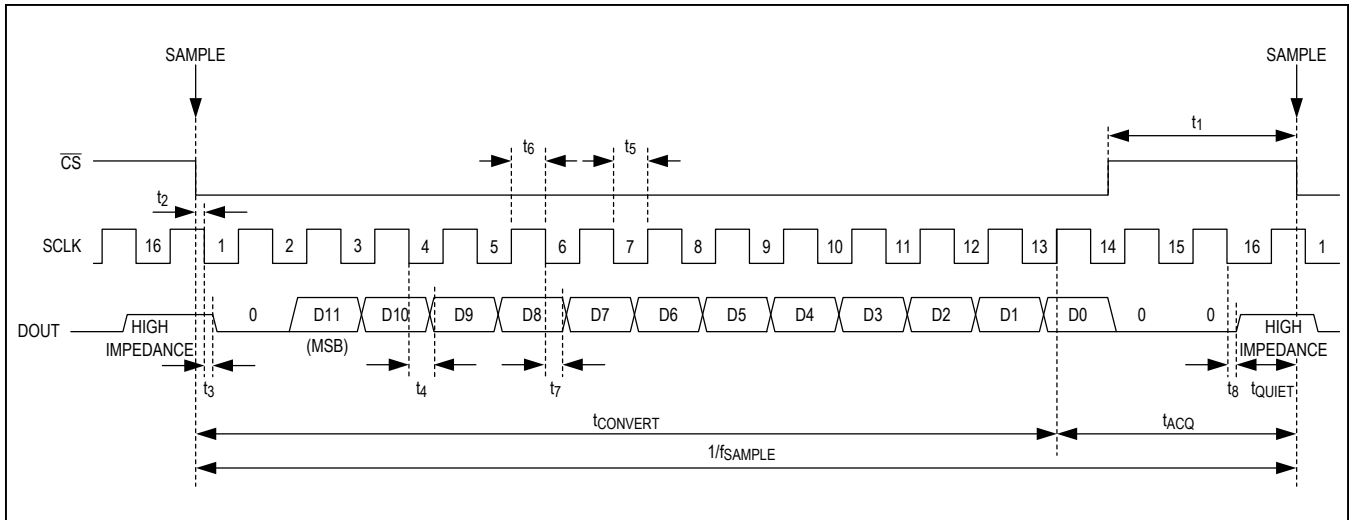 SAMPLE SAMPLE
t1
CS t6 t5
t2
SCLK 16 1 2 3 4 5 6 7 8 9 10 11 12 13 14 15 16 1
DOUT HIGH 0 D11 D10 D9 D8 D7 D6 D5 D4 D3 D2 D1 D0 0 0 HIGH
IMPEDANCE (MSB) IMPEDANCE
t3 t4 t7 t8 tQUIET
tCONVERT tACQ
1/fSAMPLE